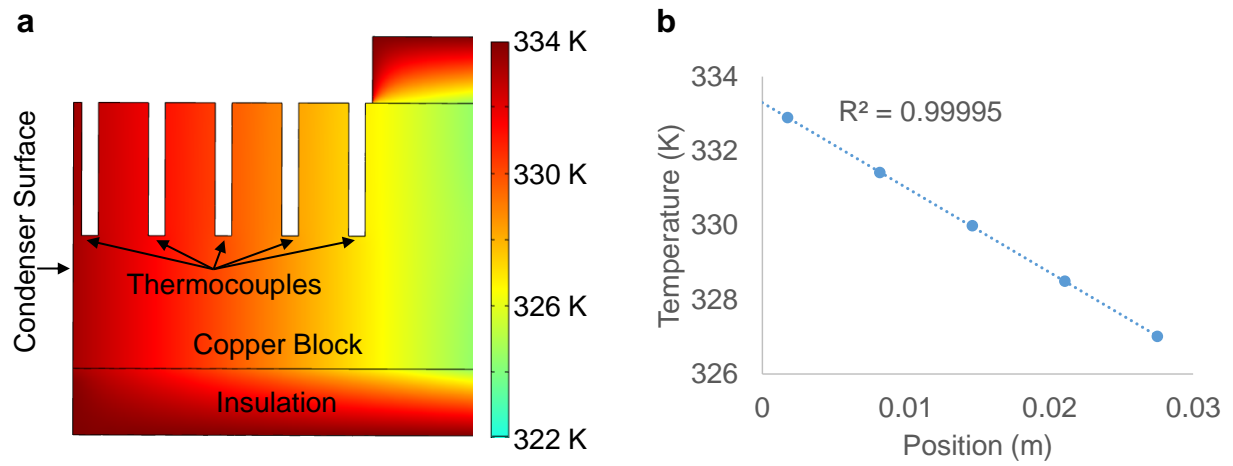 a
334 K
330 K
326 K
322 K
Condenser Surface
Thermocouples
Copper Block
Insulation
b
334
332
330
328
326
Temperature (K)
R² = 0.99995
0
0.01
0.02
0.03
Position (m)